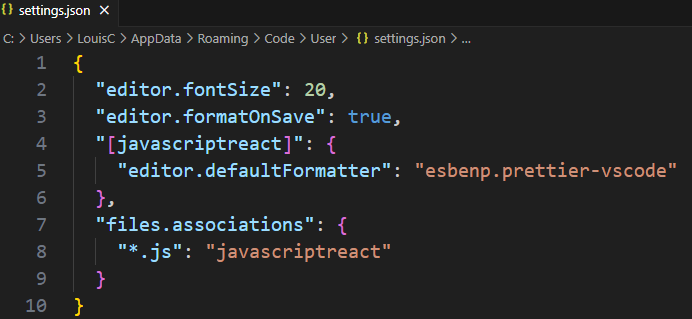 {} settings.json ×
C: > Users > LouisC > AppData > Roaming > Code > User > {} settings.json > ...
1 {
2 "editor.fontSize": 20,
3 "editor.formatOnSave": true,
4 "[javascriptreact]": {
5 "editor.defaultFormatter": "esbenp.prettier-vscode"
6 },
7 "files.associations": {
8 "*.js": "javascriptreact"
9 }
10 }